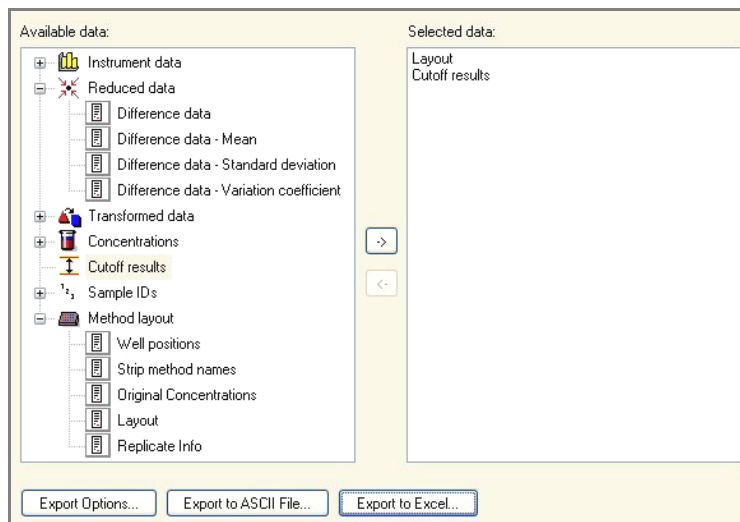 Available data:
Instrument data
Reduced data
Difference data
Difference data - Mean
Difference data - Standard deviation
Difference data - Variation coefficient
Transformed data
Concentrations
Cutoff results
Sample IDs
Method layout
Well positions
Strip method names
Original Concentrations
Layout
Replicate Info
->
<-
Selected data:
Layout
Cutoff results
Export Options...
Export to ASCII File...
Export to Excel...